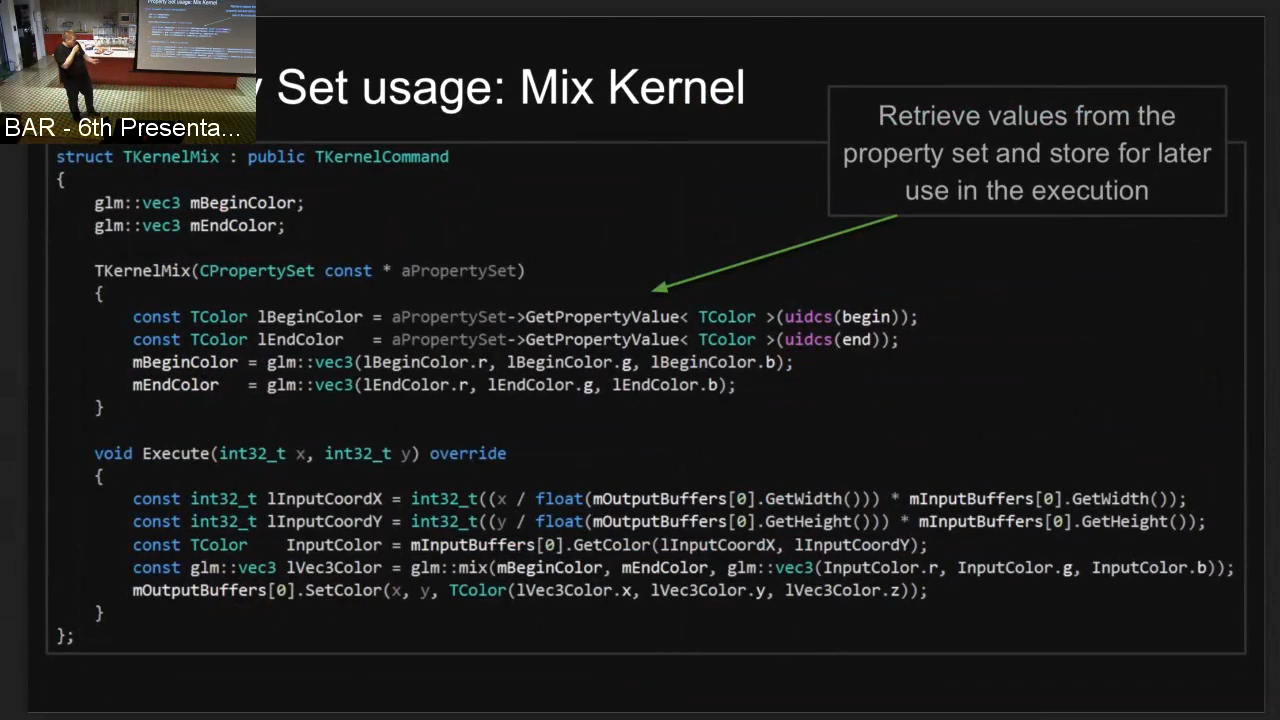 Property Set usage: Mix Kernel
BAR - 6th Presenta...
y Set usage: Mix Kernel
Retrieve values from the
property set and store for later
use in the execution
struct TKernelMix : public TKernelCommand
{
glm::vec3 mBeginColor;
glm::vec3 mEndColor;
TKernelMix(CPropertySet const * aPropertySet)
{
const TColor lBeginColor = aPropertySet->GetPropertyValue< TColor >(uidcs(begin));
const TColor lEndColor = aPropertySet->GetPropertyValue< TColor >(uidcs(end));
mBeginColor = glm::vec3(lBeginColor.r, lBeginColor.g, lBeginColor.b);
mEndColor = glm::vec3(lEndColor.r, lEndColor.g, lEndColor.b);
}
void Execute(int32_t x, int32_t y) override
{
const int32_t lInputCoordX = int32_t((x / float(mOutputBuffers[0].GetWidth())) * mInputBuffers[0].GetWidth());
const int32_t lInputCoordY = int32_t((y / float(mOutputBuffers[0].GetHeight())) * mInputBuffers[0].GetHeight());
const TColor InputColor = mInputBuffers[0].GetColor(lInputCoordX, lInputCoordY);
const glm::vec3 lVec3Color = glm::mix(mBeginColor, mEndColor, glm::vec3(InputColor.r, InputColor.g, InputColor.b));
mOutputBuffers[0].SetColor(x, y, TColor(lVec3Color.x, lVec3Color.y, lVec3Color.z));
}
};